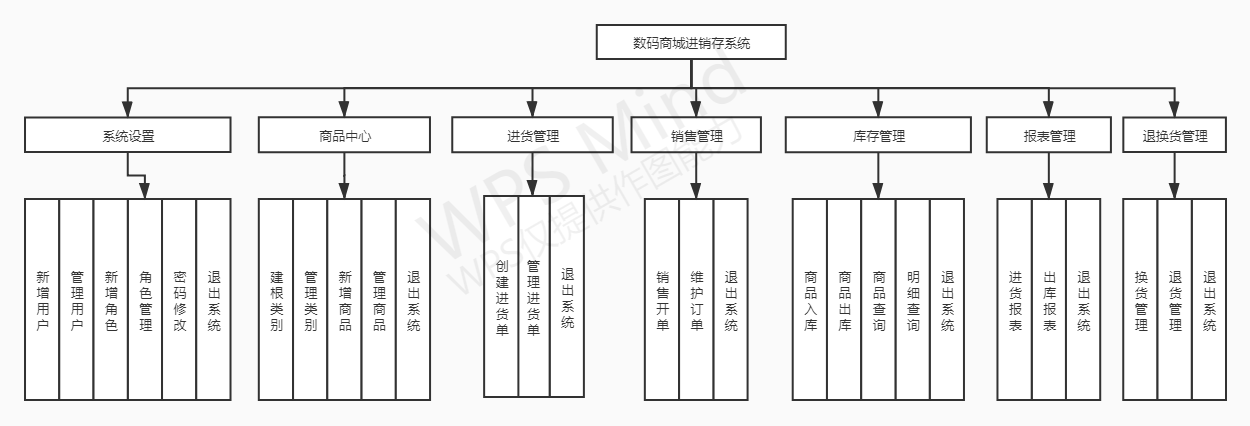 数码商城进销存系统
系统设置
商品中心
进货管理
销售管理
库存管理
报表管理
退换货管理
新增用户
管理用户
新增角色
角色管理
密码修改
退出系统
建根类别
管理类别
新增商品
管理商品
退出系统
创建进货单
管理进货单
退出系统
销售开单
维护订单
退出系统
商品入库
商品出库
商品查询
明细查询
退出系统
进货报表
出库报表
退出系统
换货管理
退货管理
退出系统
WPS Mind
WPS仅提供作图能力